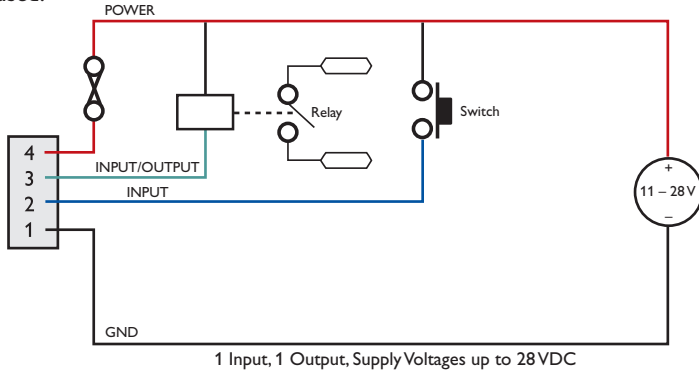 POWER
Relay
Switch
4
INPUT/OUTPUT
3
INPUT
2
1
+
11 – 28 V
–
GND
1 Input, 1 Output, Supply Voltages up to 28 VDC